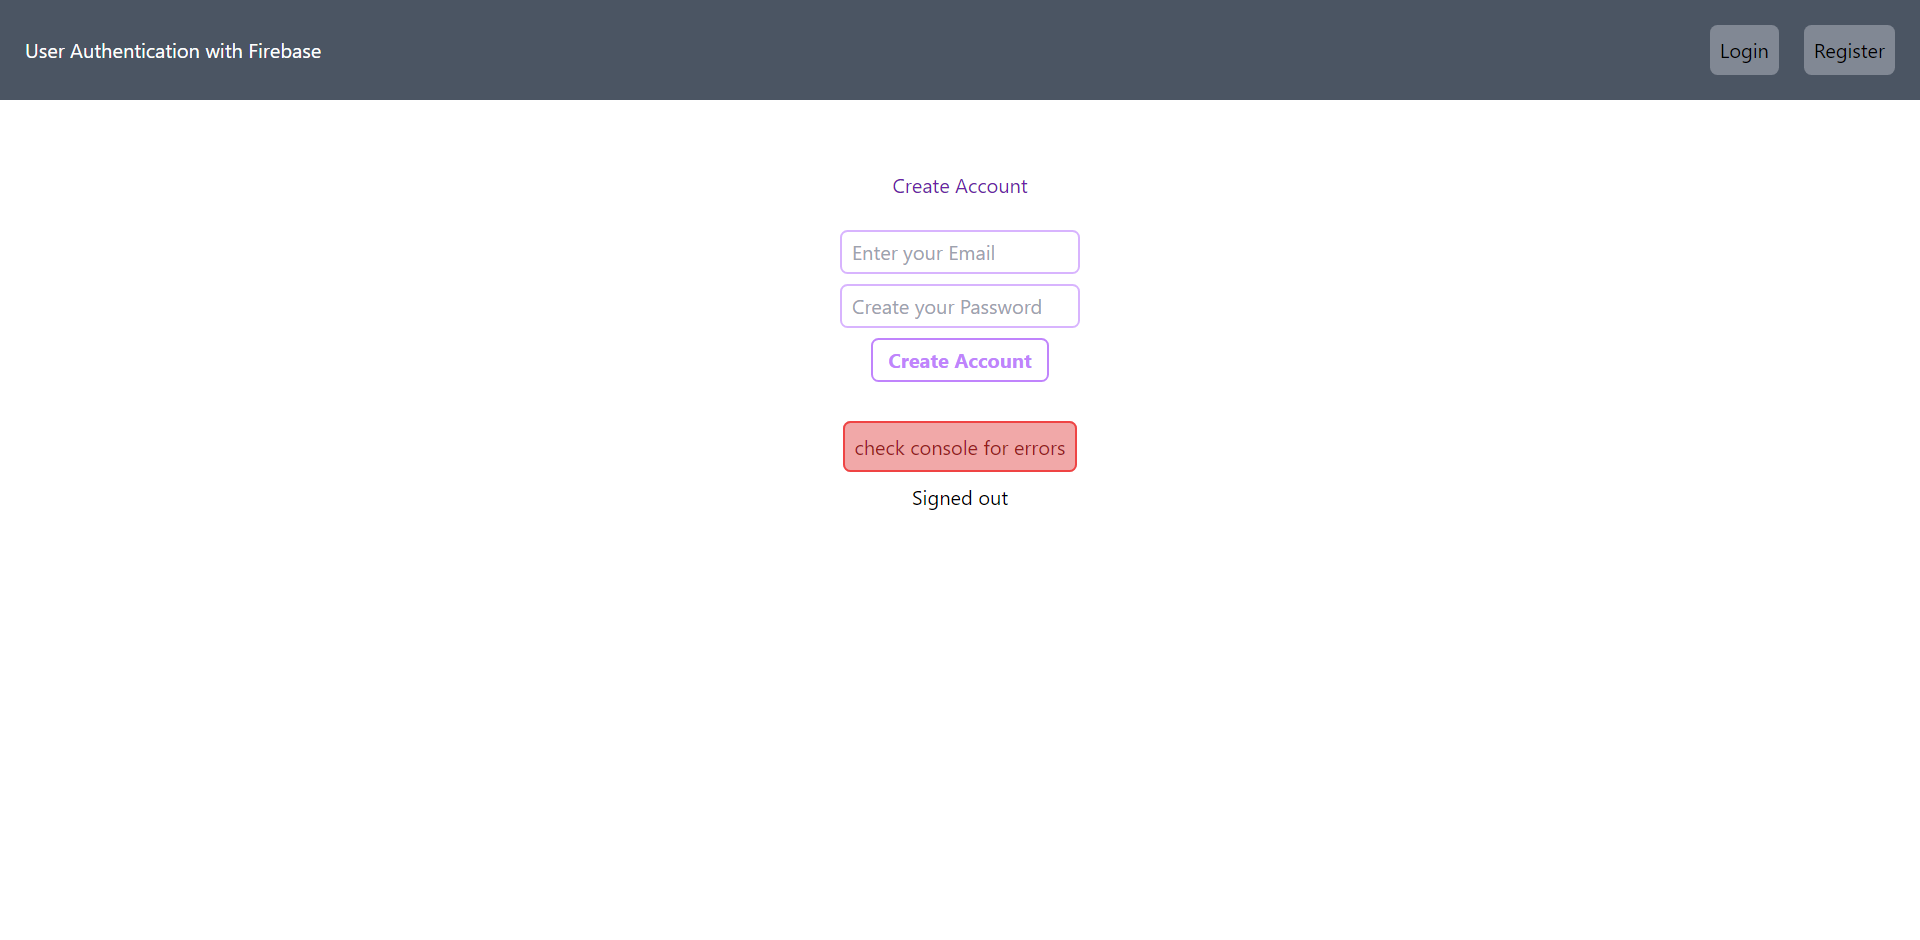 User Authentication with Firebase
Login
Register
Create Account
Enter your Email
Create your Password
Create Account
check console for errors
Signed out